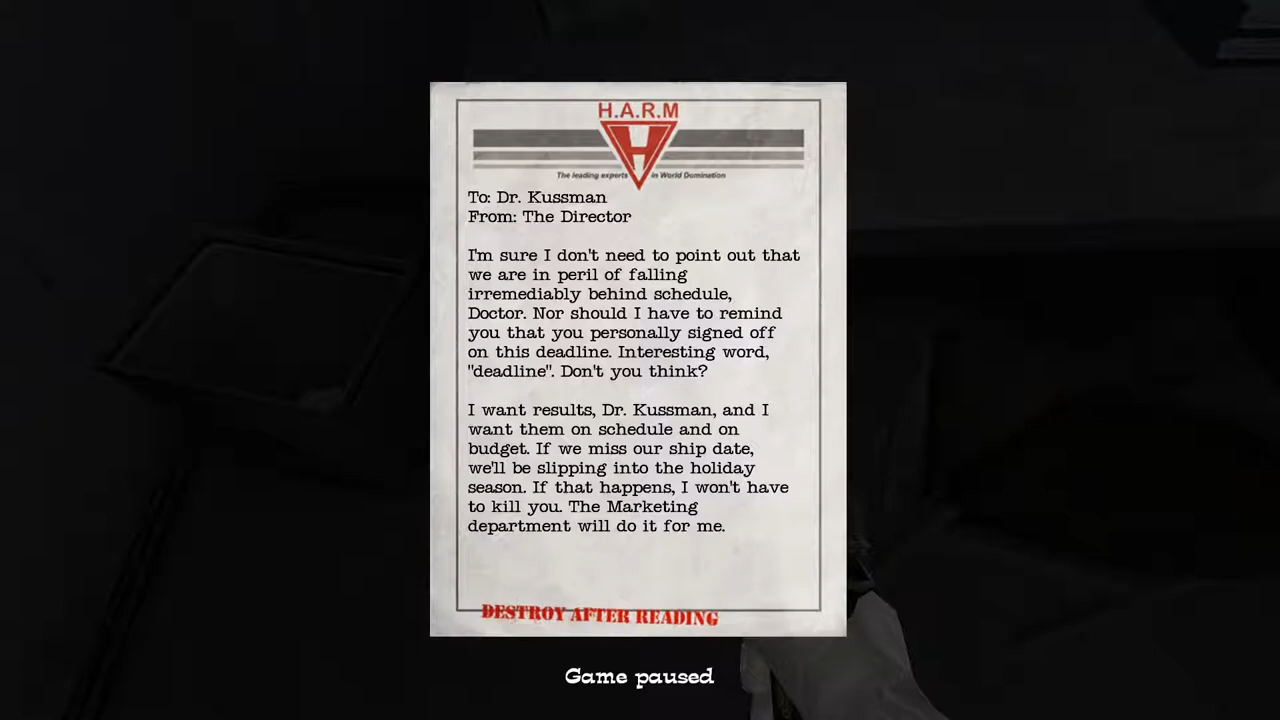 H.A.R.M
H
The leading experts in World Domination
To: Dr. Kussman
From: The Director
I'm sure I don't need to point out that
we are in peril of falling
irremediably behind schedule,
Doctor. Nor should I have to remind
you that you personally signed off
on this deadline. Interesting word,
"deadline". Don't you think?
I want results, Dr. Kussman, and I
want them on schedule and on
budget. If we miss our ship date,
we'll be slipping into the holiday
season. If that happens, I won't have
to kill you. The Marketing
department will do it for me.
DESTROY AFTER READING
Game paused